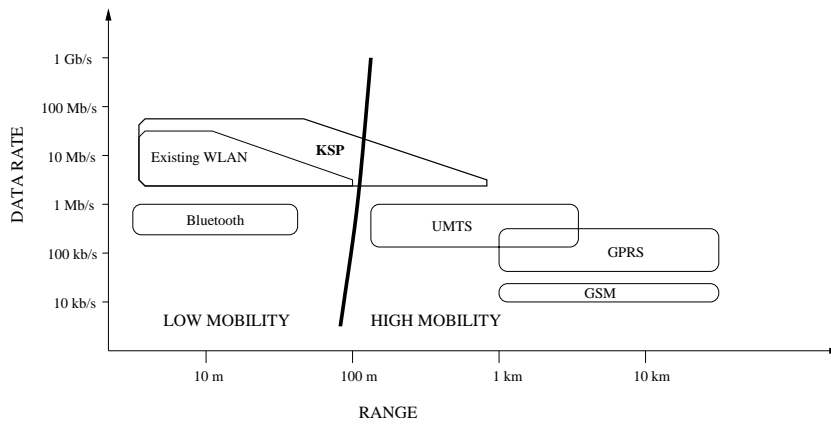 1 Gb/s
100 Mb/s
DATA RATE
10 Mb/s
Existing WLAN
KSP
1 Mb/s
Bluetooth
UMTS
100 kb/s
GPRS
10 kb/s
GSM
LOW MOBILITY
HIGH MOBILITY
10 m
100 m
1 km
10 km
RANGE